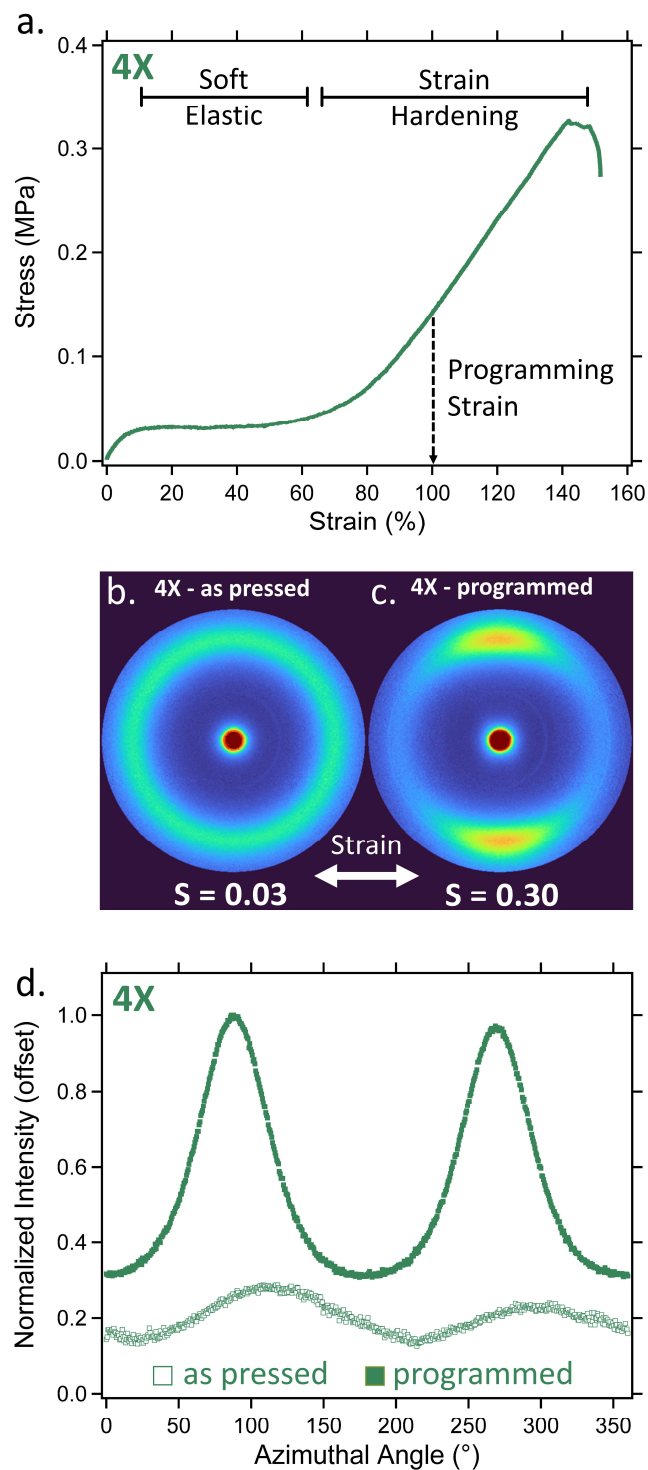 a.
4X
Soft
Elastic
Strain
Hardening
Programming
Strain
Stress (MPa)
0.4
0.3
0.2
0.1
0.0
0 20 40 60 80 100 120 140 160
Strain (%)
b. 4X - as pressed
c. 4X - programmed
Strain
S = 0.03
S = 0.30
d.
4X
Normalized Intensity (offset)
1.0
0.8
0.6
0.4
0.2
0.0
as pressed
programmed
0 50 100 150 200 250 300 350
Azimuthal Angle (°)